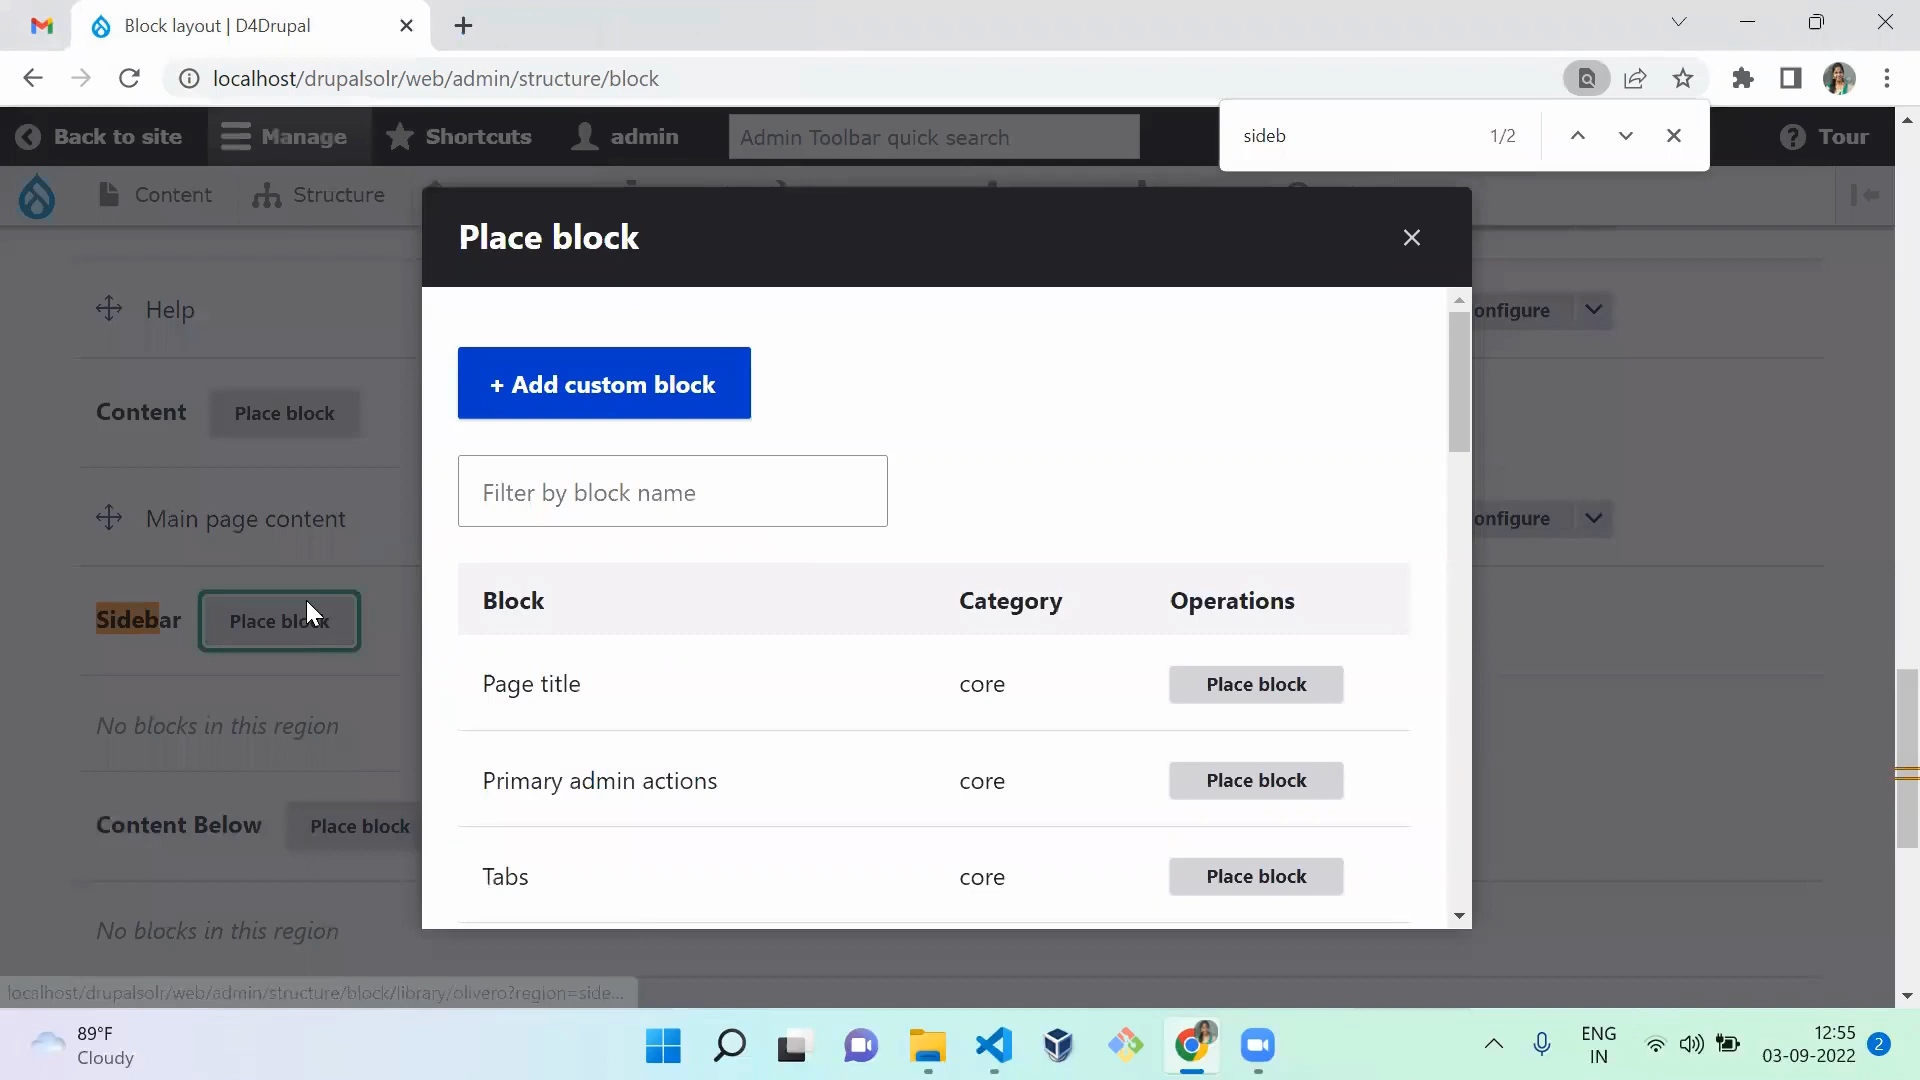 Block layout | D4Drupal
localhost/drupalsolr/web/admin/structure/block
sideb 1/2
Back to site Manage Shortcuts admin Admin Toolbar quick search Tour
Content Structure
Place block
Help
onfigure
+ Add custom block
Content Place block
Filter by block name
Main page content
onfigure
Block Category Operations
Sidebar Place block
Page title core Place block
No blocks in this region
Primary admin actions core Place block
Content Below Place block
Tabs core Place block
No blocks in this region
localhost/drupalsolr/web/admin/structure/block/library/olivero?region=side...
89°F
Cloudy
ENG
IN
12:55
03-09-2022
2